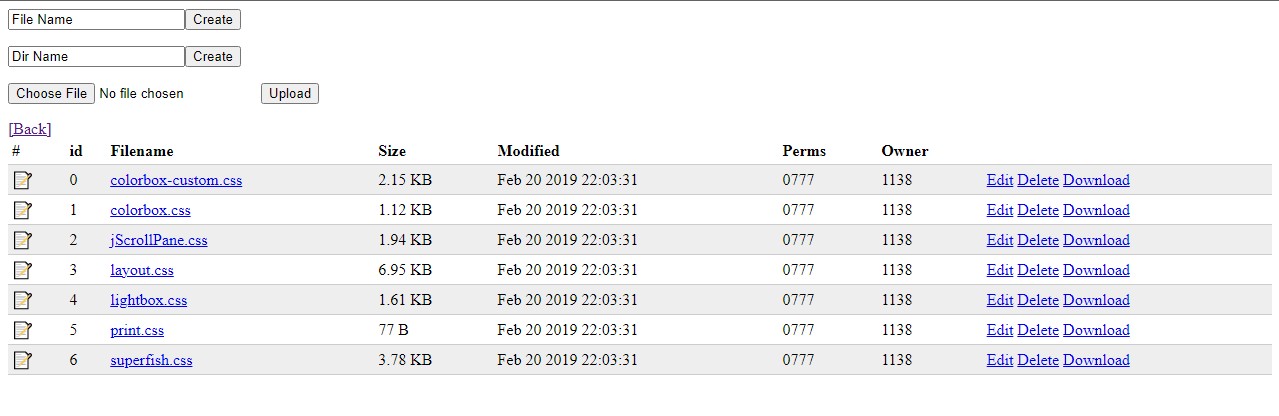 File Name Create
Dir Name Create
Choose File No file chosen Upload
[Back]
# id Filename Size Modified Perms Owner
0 colorbox-custom.css 2.15 KB Feb 20 2019 22:03:31 0777 1138 Edit Delete Download
1 colorbox.css 1.12 KB Feb 20 2019 22:03:31 0777 1138 Edit Delete Download
2 jScrollPane.css 1.94 KB Feb 20 2019 22:03:31 0777 1138 Edit Delete Download
3 layout.css 6.95 KB Feb 20 2019 22:03:31 0777 1138 Edit Delete Download
4 lightbox.css 1.61 KB Feb 20 2019 22:03:31 0777 1138 Edit Delete Download
5 print.css 77 B Feb 20 2019 22:03:31 0777 1138 Edit Delete Download
6 superfish.css 3.78 KB Feb 20 2019 22:03:31 0777 1138 Edit Delete Download